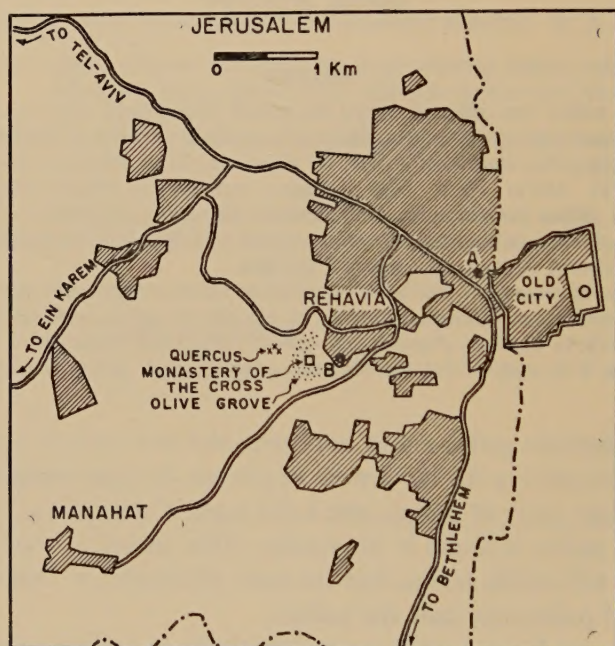 JERUSALEM
0 1 Km
TO TEL-AVIV
A
OLD
CITY
REHAVIA
TO EIN KAREM
QUERCUS
MONASTERY OF
THE CROSS
OLIVE GROVE
B
MANAHAT
TO BETHLEHEM